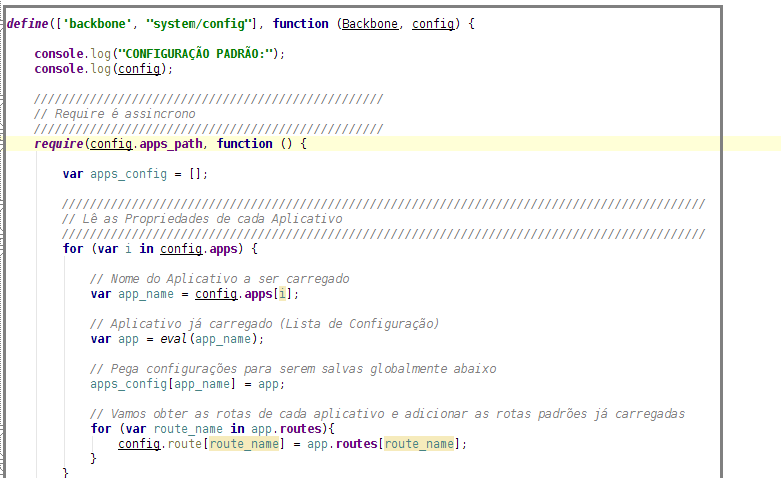 define(['backbone', "system/config"], function (Backbone, config) {
console.log("CONFIGURAÇÃO PADRÃO:");
console.log(config);
//////////////////////////////////////////////////
// Require é assincrono
//////////////////////////////////////////////////
require(config.apps_path, function () {
var apps_config = [];
////////////////////////////////////////////////////////////////////////////////////////////
// Lê as Propriedades de cada Aplicativo
////////////////////////////////////////////////////////////////////////////////////////////
for (var i in config.apps) {
// Nome do Aplicativo a ser carregado
var app_name = config.apps[i];
// Aplicativo já carregado (Lista de Configuração)
var app = eval(app_name);
// Pega configurações para serem salvas globalmente abaixo
apps_config[app_name] = app;
// Vamos obter as rotas de cada aplicativo e adicionar as rotas padrões já carregadas
for (var route_name in app.routes){
config.route[route_name] = app.routes[route_name];
}
}